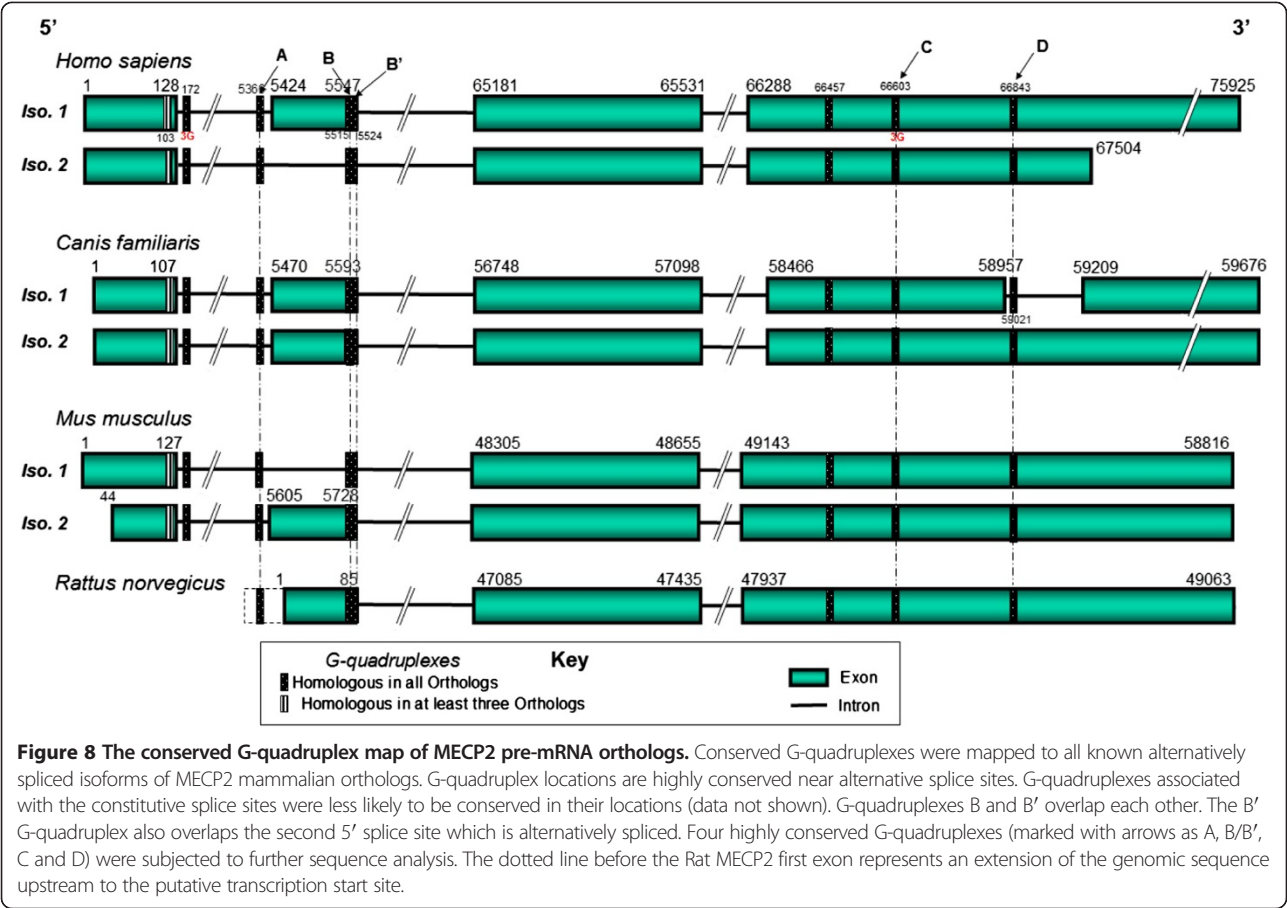 5’ 3’
Homo sapiens
A B B’ C D
1 128 172 5424 5547 65181 65531 66288 66457 66603 66843 75925
Iso. 1
103 3G 5515 5524 3G
Iso. 2
67504
Canis familiaris
1 107 5470 5593 56748 57098 58466 58957 59209 59676
Iso. 1
59021
Iso. 2
Mus musculus
1 127 48305 48655 49143 58816
Iso. 1
44 5605 5728
Iso. 2
Rattus norvegicus 1 85 47085 47435 47937 49063
G-quadruplexes Key
Homologous in all Orthologs Exon
Homologous in at least three Orthologs Intron
Figure 8 The conserved G-quadruplex map of MECP2 pre-mRNA orthologs. Conserved G-quadruplexes were mapped to all known alternatively
spliced isoforms of MECP2 mammalian orthologs. G-quadruplex locations are highly conserved near alternative splice sites. G-quadruplexes associated
with the constitutive splice sites were less likely to be conserved in their locations (data not shown). G-quadruplexes B and B′ overlap each other. The B′
G-quadruplex also overlaps the second 5′ splice site which is alternatively spliced. Four highly conserved G-quadruplexes (marked with arrows as A, B/B′,
C and D) were subjected to further sequence analysis. The dotted line before the Rat MECP2 first exon represents an extension of the genomic sequence
upstream to the putative transcription start site.